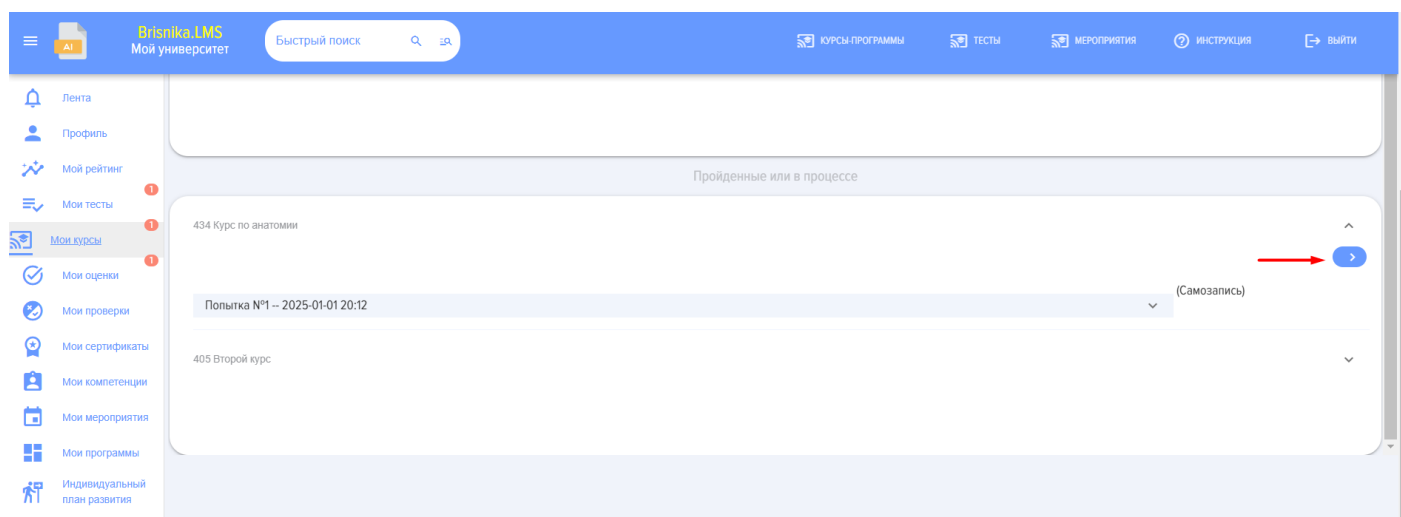 AI
Brisnika.LMS
Мой университет
Быстрый поиск
КУРСЫ-ПРОГРАММЫ
ТЕСТЫ
МЕРОПРИЯТИЯ
ИНСТРУКЦИЯ
ВЫЙТИ
Лента
Профиль
Мой рейтинг
1
Мои тесты
1
Мои курсы
1
Мои оценки
Мои проверки
Мои сертификаты
Мои компетенции
Мои мероприятия
Мои программы
Индивидуальный
план развития
Пройденные или в процессе
434 Курс по анатомии
(Самозапись)
Попытка №1 -- 2025-01-01 20:12
405 Второй курс